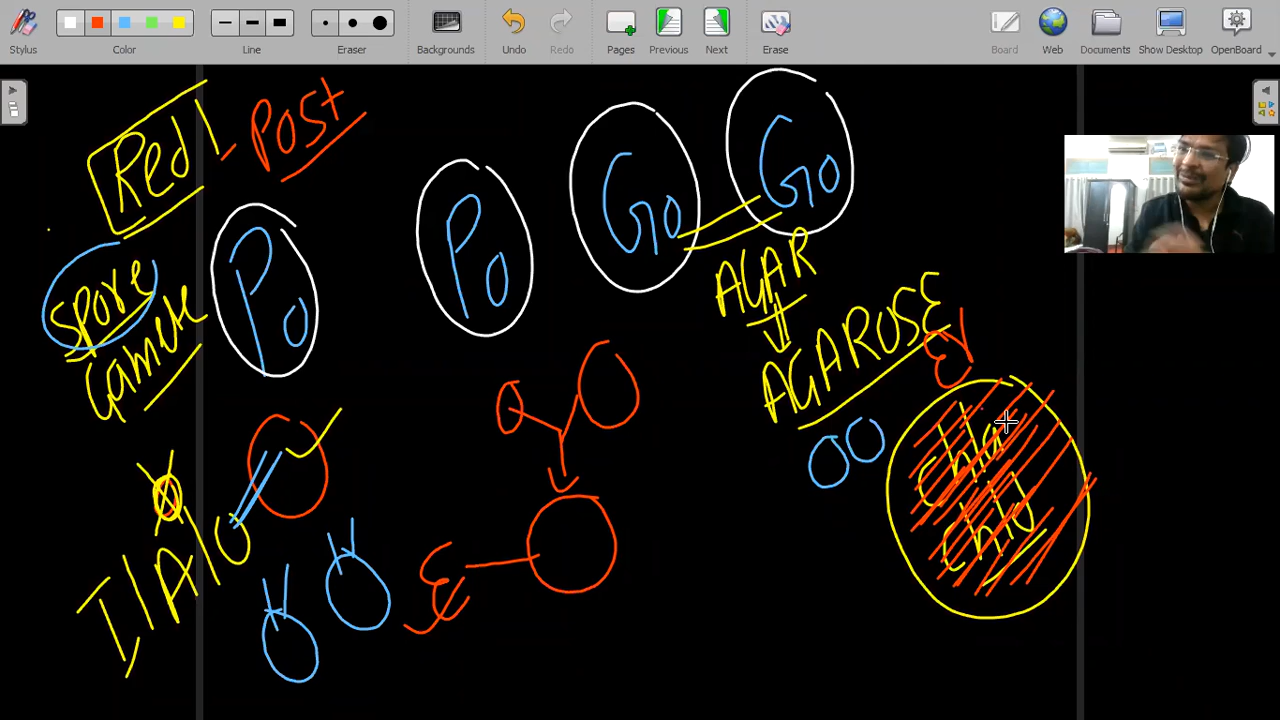 Stylus
Color
Line
Eraser
Backgrounds
Undo
Redo
Pages
Previous
Next
Erase
Board
Web
Documents
Show Desktop
OpenBoard
Red
Post
Po
Po
Go
Go
Spore
Gamete
AGAR
AGAROSE